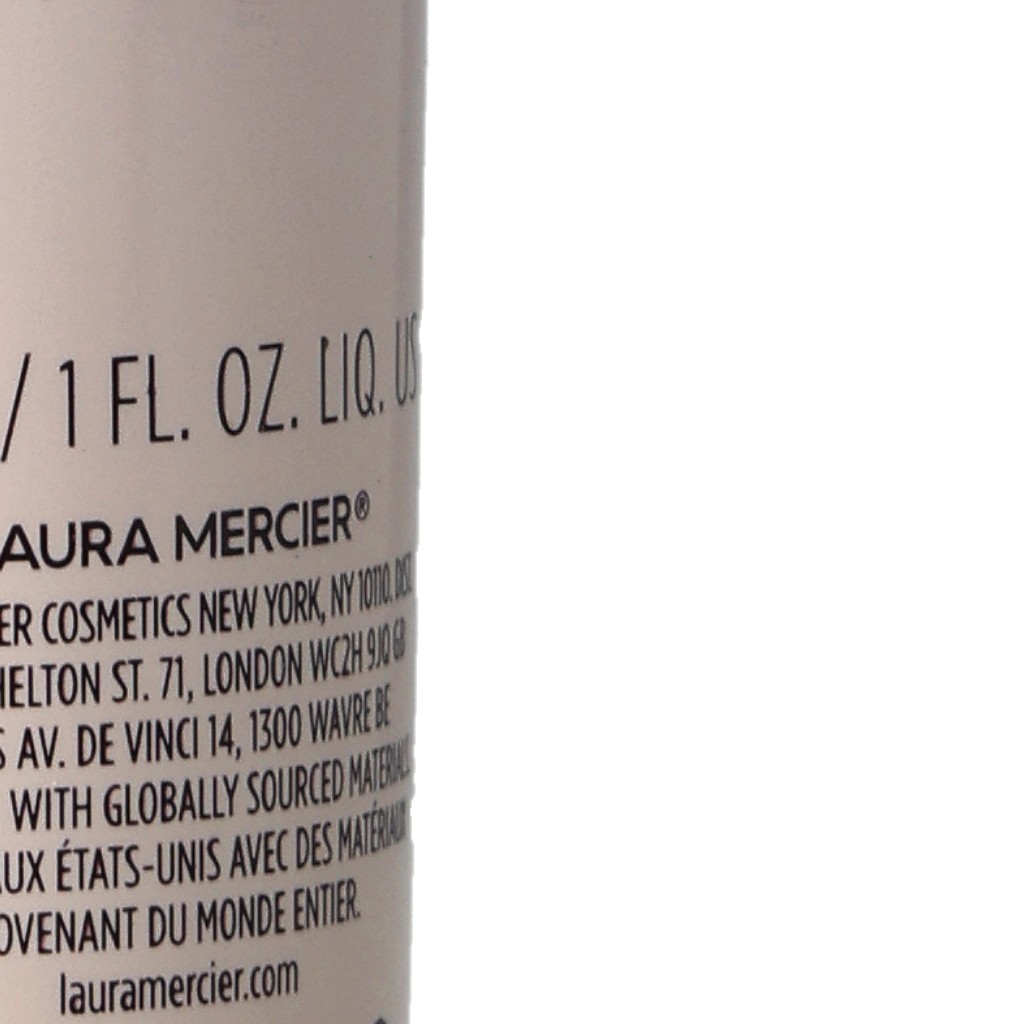 / 1 FL. OZ. LIQ. US
AURA MERCIER®
ER COSMETICS NEW YORK, NY 10110. DIST.
HELTON ST. 71, LONDON WC2H 9JQ GB
S AV. DE VINCI 14, 1300 WAVRE BE
WITH GLOBALLY SOURCED MATERIALS.
AUX ÉTATS-UNIS AVEC DES MATÉRIAUX
OVENANT DU MONDE ENTIER.
lauramercier.com